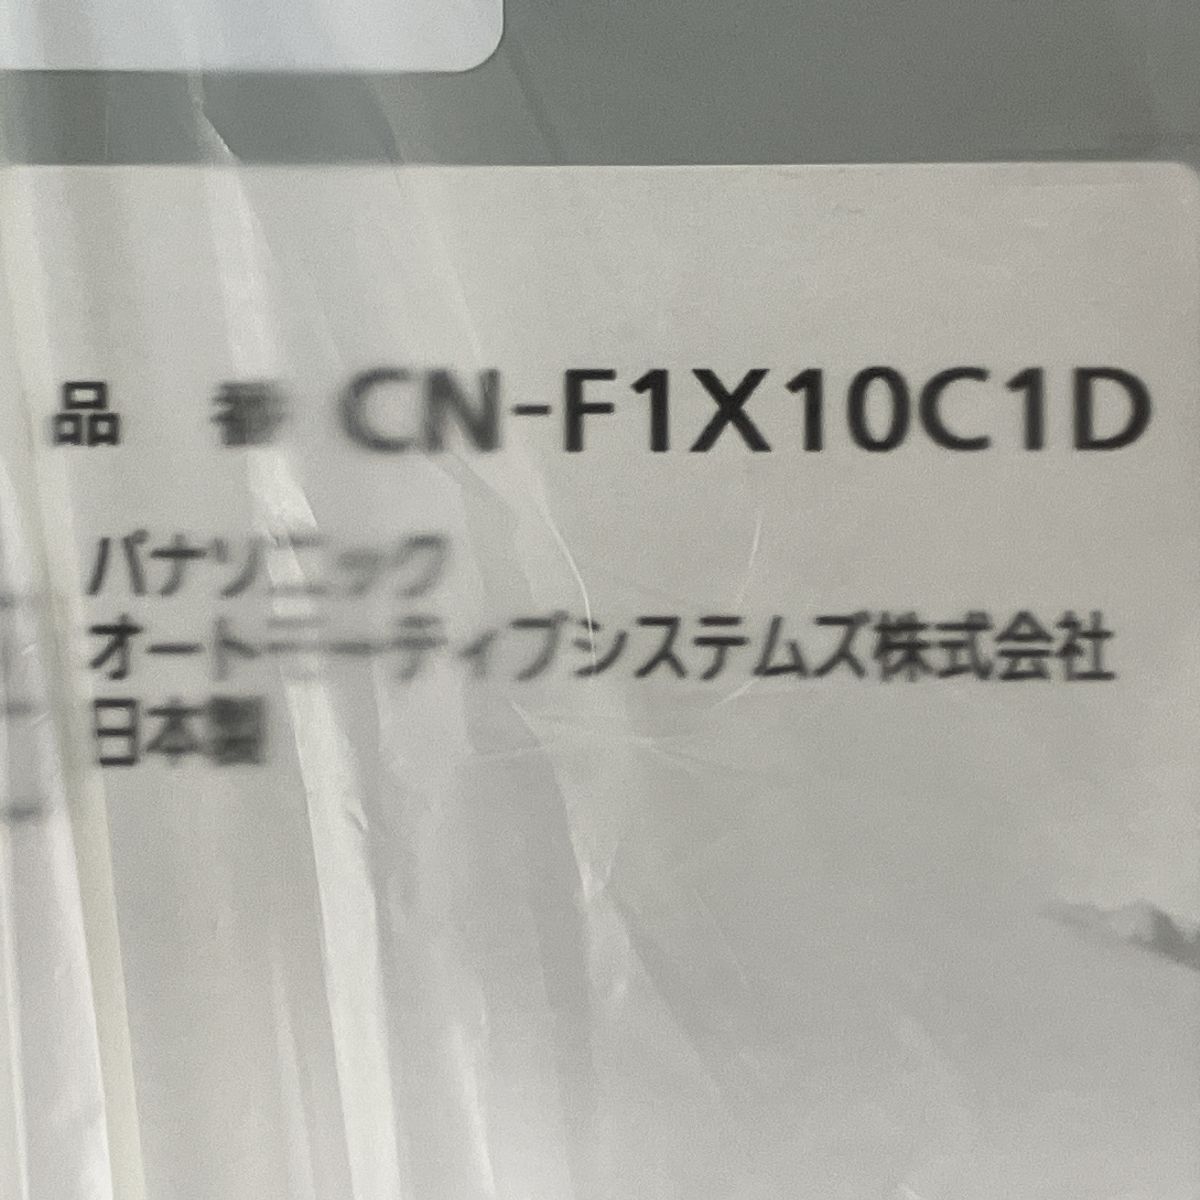 品 番 CN-F1X10C1D
パナソニック
オートモーティブシステムズ株式会社
日本製